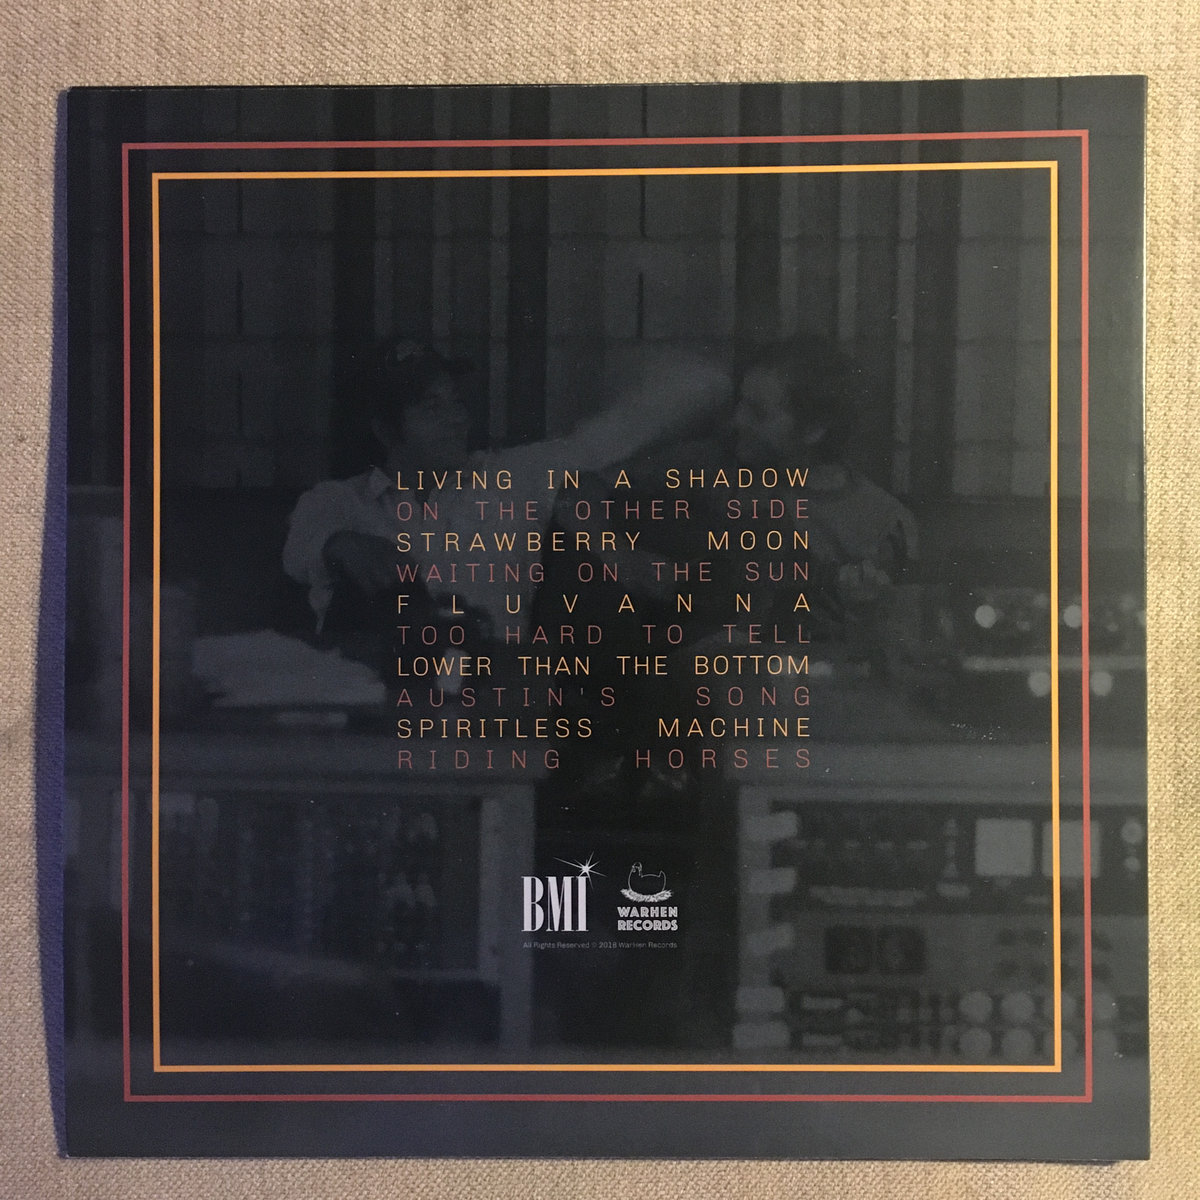 LIVING IN A SHADOW
ON THE OTHER SIDE
STRAWBERRY MOON
WAITING ON THE SUN
FLUVANNA
TOO HARD TO TELL
LOWER THAN THE BOTTOM
AUSTIN'S SONG
SPIRITLESS MACHINE
RIDING HORSES
BMI
WARHEN
RECORDS
All Rights Reserved © 2018 WarHen Records